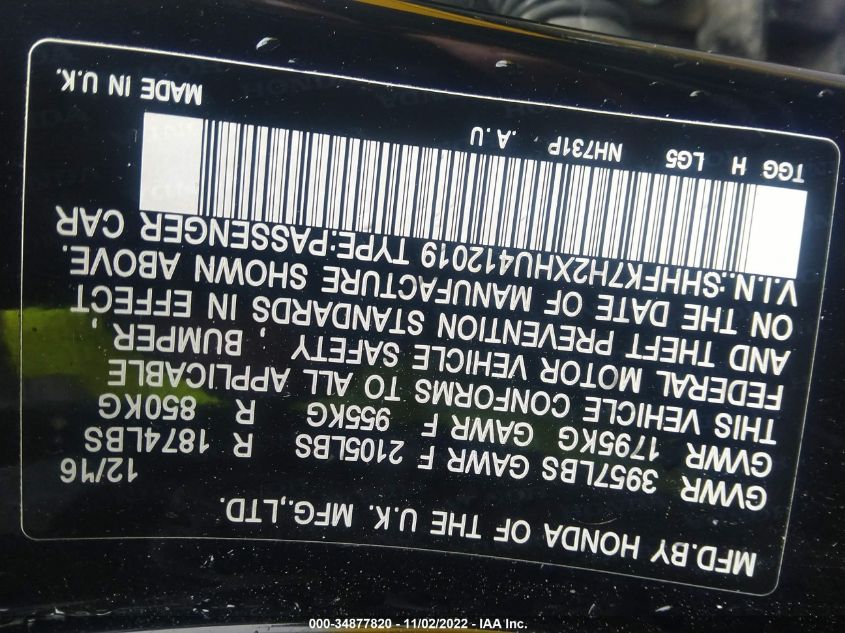 MFD.BY HONDA OF THE U.K. MFG.,LTD.
12/16
GVWR 3957LBS GAWR F 2105LBS R 1874LBS
GVWR 1795KG GAWR F 955KG R 850KG
THIS VEHICLE CONFORMS TO ALL APPLICABLE
FEDERAL MOTOR VEHICLE SAFETY , BUMPER ,
AND THEFT PREVENTION STANDARDS IN EFFECT
ON THE DATE OF MANUFACTURE SHOWN ABOVE.
V.I.N.:SHHFK7H2XHU412019 TYPE:PASSENGER CAR
TGG H LG5 NH731P .A.U
MADE IN U.K.
000-34877820 - 11/02/2022 - IAA Inc.